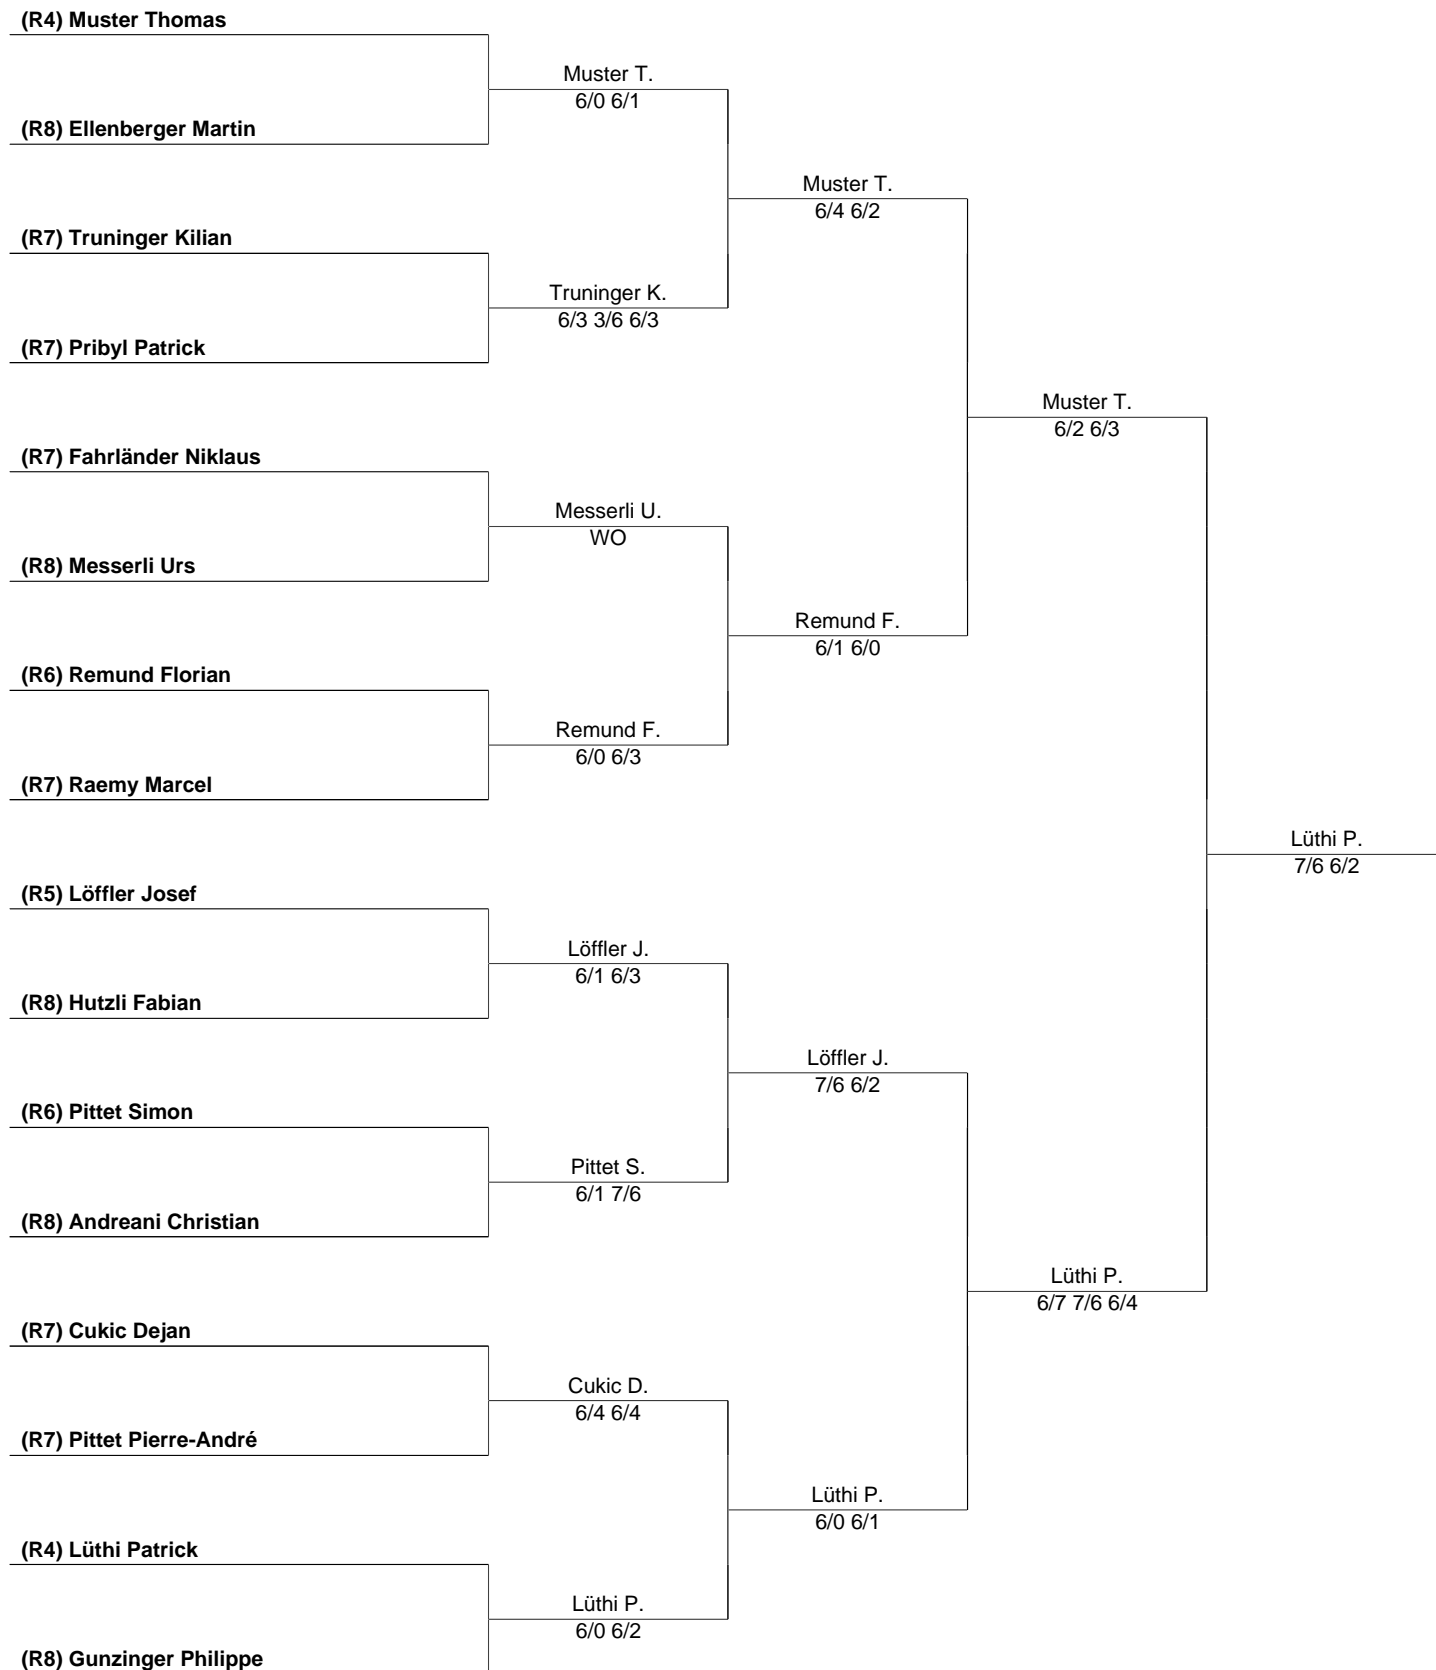 (R4) Muster Thomas
Muster T.
6/0 6/1
(R8) Ellenberger Martin
Muster T.
6/4 6/2
(R7) Truninger Kilian
Truninger K.
6/3 3/6 6/3
(R7) Pribyl Patrick
Muster T.
6/2 6/3
(R7) Fahrländer Niklaus
Messerli U.
WO
(R8) Messerli Urs
Remund F.
6/1 6/0
(R6) Remund Florian
Remund F.
6/0 6/3
(R7) Raemy Marcel
Lüthi P.
7/6 6/2
(R5) Löffler Josef
Löffler J.
6/1 6/3
(R8) Hutzli Fabian
Löffler J.
7/6 6/2
(R6) Pittet Simon
Pittet S.
6/1 7/6
(R8) Andreani Christian
Lüthi P.
6/7 7/6 6/4
(R7) Cukic Dejan
Cukic D.
6/4 6/4
(R7) Pittet Pierre-André
Lüthi P.
6/0 6/1
(R4) Lüthi Patrick
Lüthi P.
6/0 6/2
(R8) Gunzinger Philippe